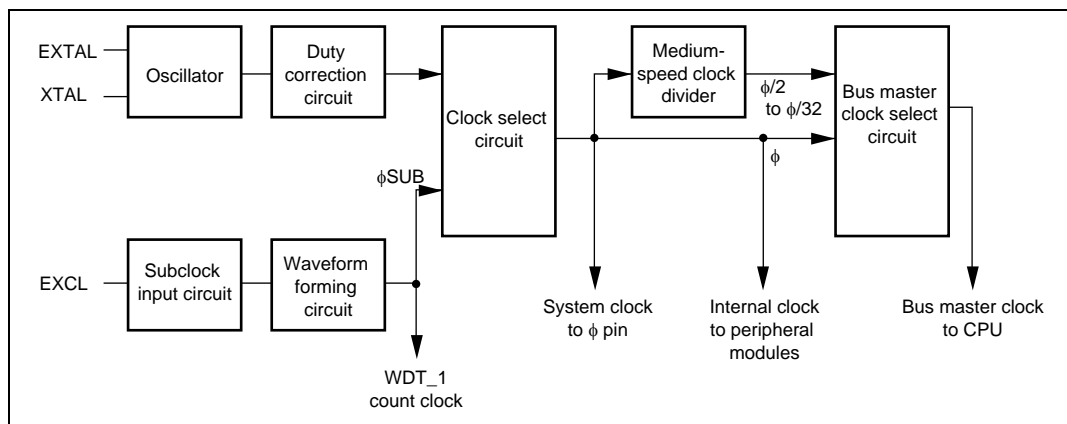 EXTAL
XTAL
Oscillator
Duty
correction
circuit
Clock select
circuit
Medium-
speed clock
divider
ϕ/2
to ϕ/32
Bus master
clock select
circuit
ϕ
ϕSUB
EXCL
Subclock
input circuit
Waveform
forming
circuit
WDT_1
count clock
System clock
to ϕ pin
Internal clock
to peripheral
modules
Bus master clock
to CPU